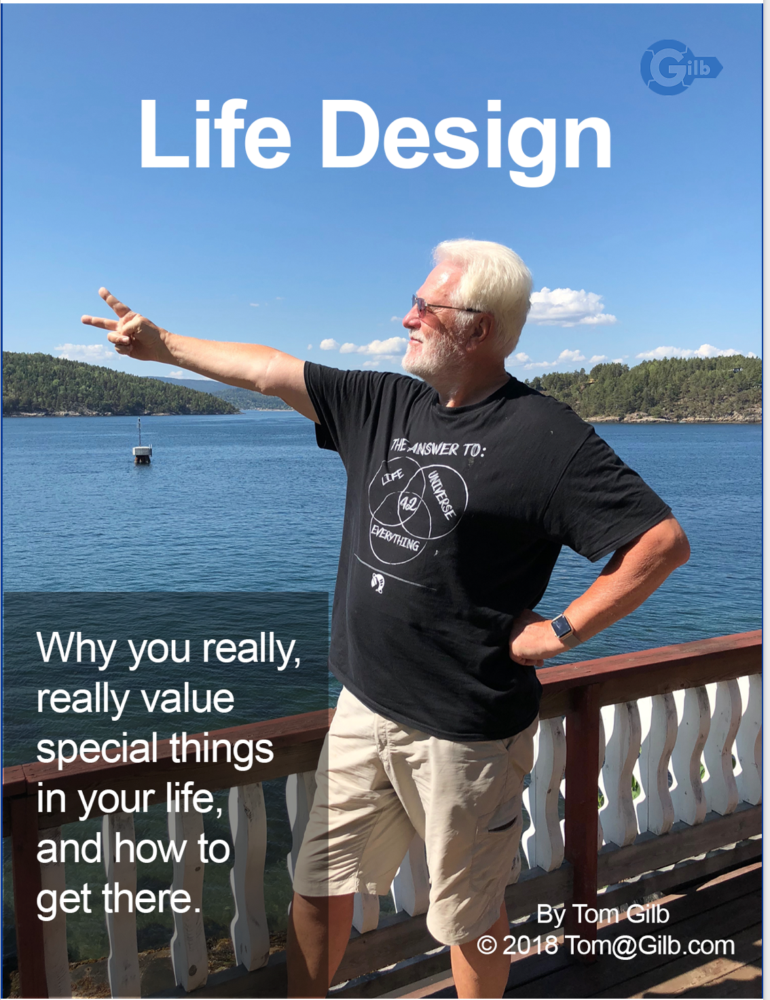 Gilb
Life Design
THE ANSWER TO:
LIFE
UNIVERSE
42
EVERYTHING
Why you really,
really value
special things
in your life,
and how to
get there.
By Tom Gilb
© 2018 Tom@Gilb.com